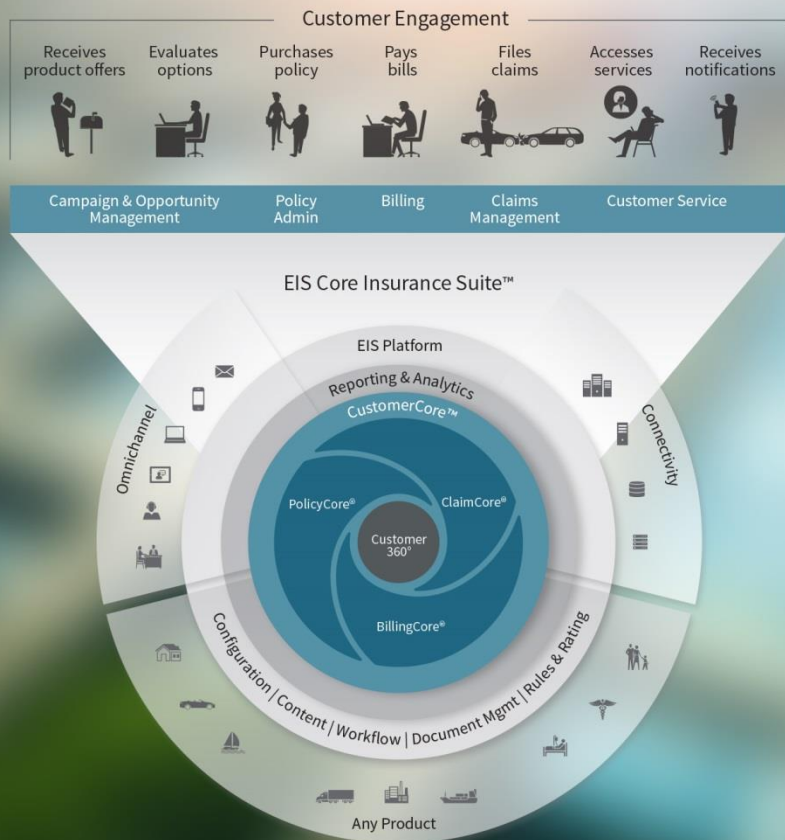 Customer Engagement
Receives
product offers
Evaluates
options
Purchases
policy
Pays
bills
Files
claims
Accesses
services
Receives
notifications
Campaign & Opportunity
Management
Policy
Admin
Billing
Claims
Management
Customer Service
EIS Core Insurance Suite™
EIS Platform
Reporting & Analytics
CustomerCore™
Omnichannel
Connectivity
PolicyCore®
ClaimCore®
Customer
360°
BillingCore®
Configuration | Content | Workflow | Document Mgmt | Rules & Rating
Any Product